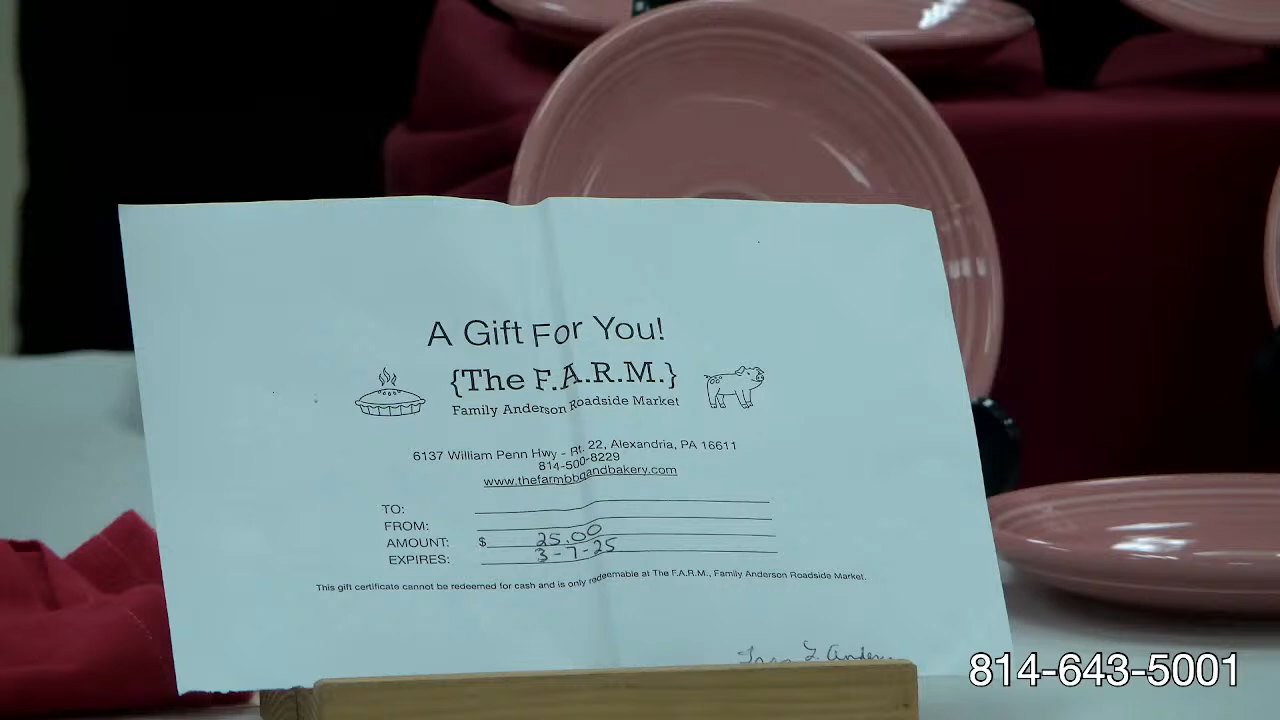 A Gift For You!
{The F.A.R.M.}
Family Anderson Roadside Market
6137 William Penn Hwy - Rt. 22, Alexandria, PA 16611
814-500-8229
www.thefarmbbqandbakery.com
TO:
FROM:
AMOUNT: $ 25.00
EXPIRES: 3-7-25
This gift certificate cannot be redeemed for cash and is only redeemable at The F.A.R.M., Family Anderson Roadside Market.
814-643-5001